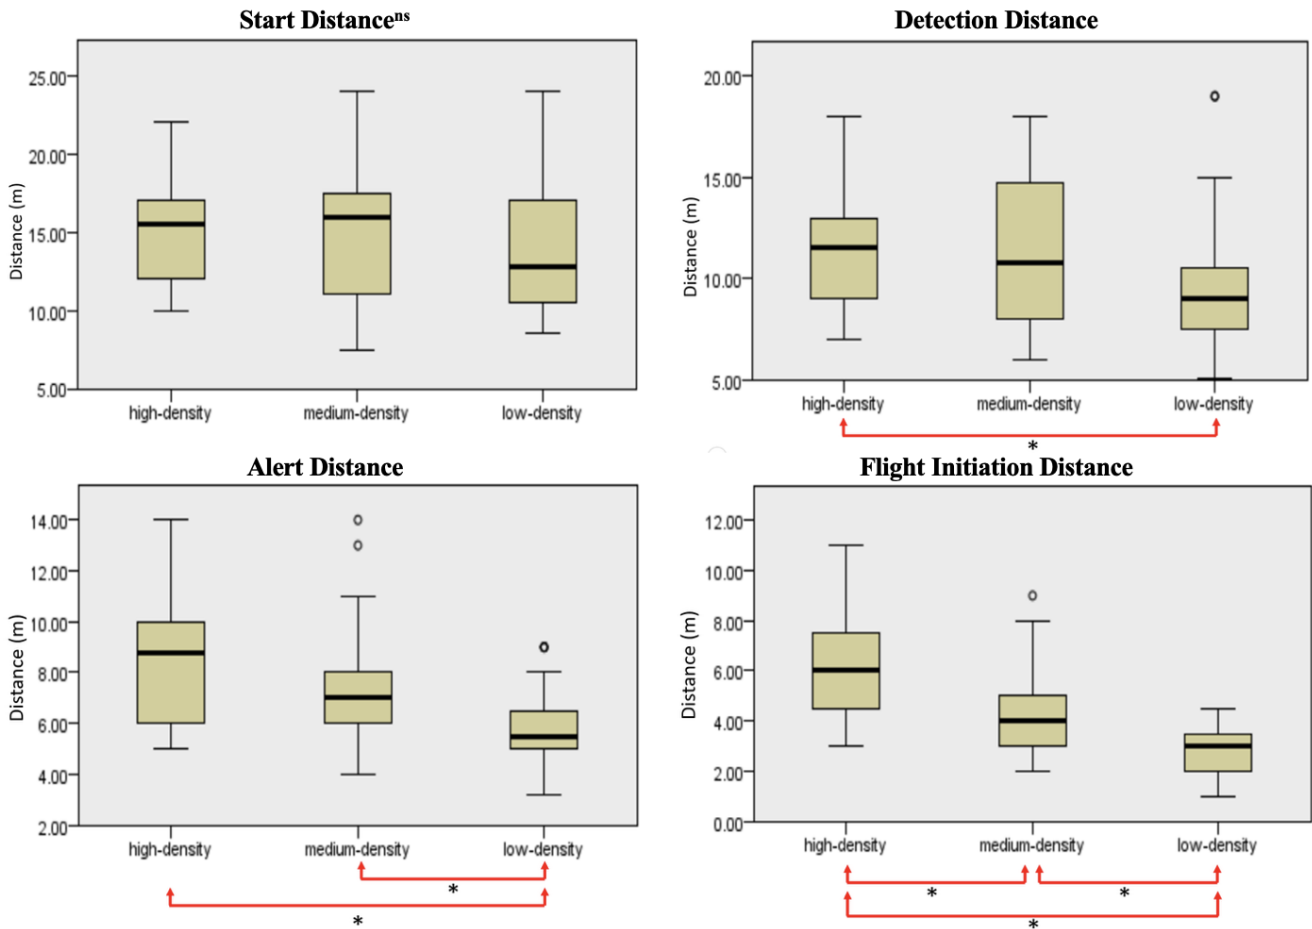 Start Distanceⁿˢ
25.00
20.00
15.00
10.00
5.00
Distance (m)
high-density medium-density low-density
Detection Distance
20.00
15.00
10.00
5.00
Distance (m)
high-density medium-density low-density
*
Alert Distance
14.00
12.00
10.00
8.00
6.00
4.00
2.00
Distance (m)
high-density medium-density low-density
*
*
Flight Initiation Distance
12.00
10.00
8.00
6.00
4.00
2.00
0.00
Distance (m)
high-density medium-density low-density
* *
*